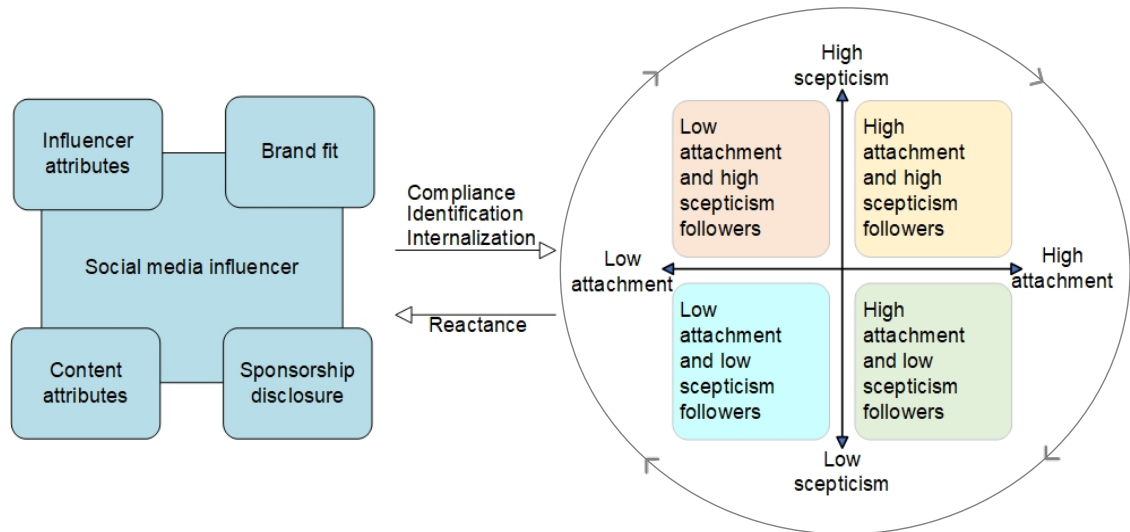 Influencer
attributes
Brand fit
Social media influencer
Content
attributes
Sponsorship
disclosure
Compliance
Identification
Internalization
Reactance
High
scepticism
Low
attachment
and high
scepticism
followers
High
attachment
and high
scepticism
followers
Low
attachment
High
attachment
Low
attachment
and low
scepticism
followers
High
attachment
and low
scepticism
followers
Low
scepticism